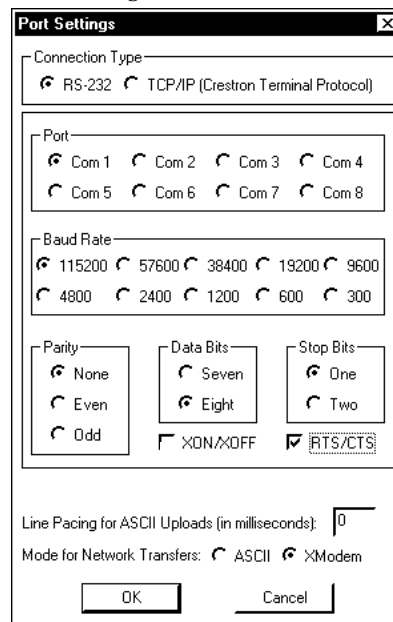 Port Settings
Connection Type
RS-232 TCP/IP (Crestron Terminal Protocol)
Port
Com 1 Com 2 Com 3 Com 4
Com 5 Com 6 Com 7 Com 8
Baud Rate
115200 57600 38400 19200 9600
4800 2400 1200 600 300
Parity Data Bits Stop Bits
None Seven One
Even Eight Two
Odd XON/XOFF RTS/CTS
Line Pacing for ASCII Uploads (in milliseconds): 0
Mode for Network Transfers: ASCII XModem
OK Cancel